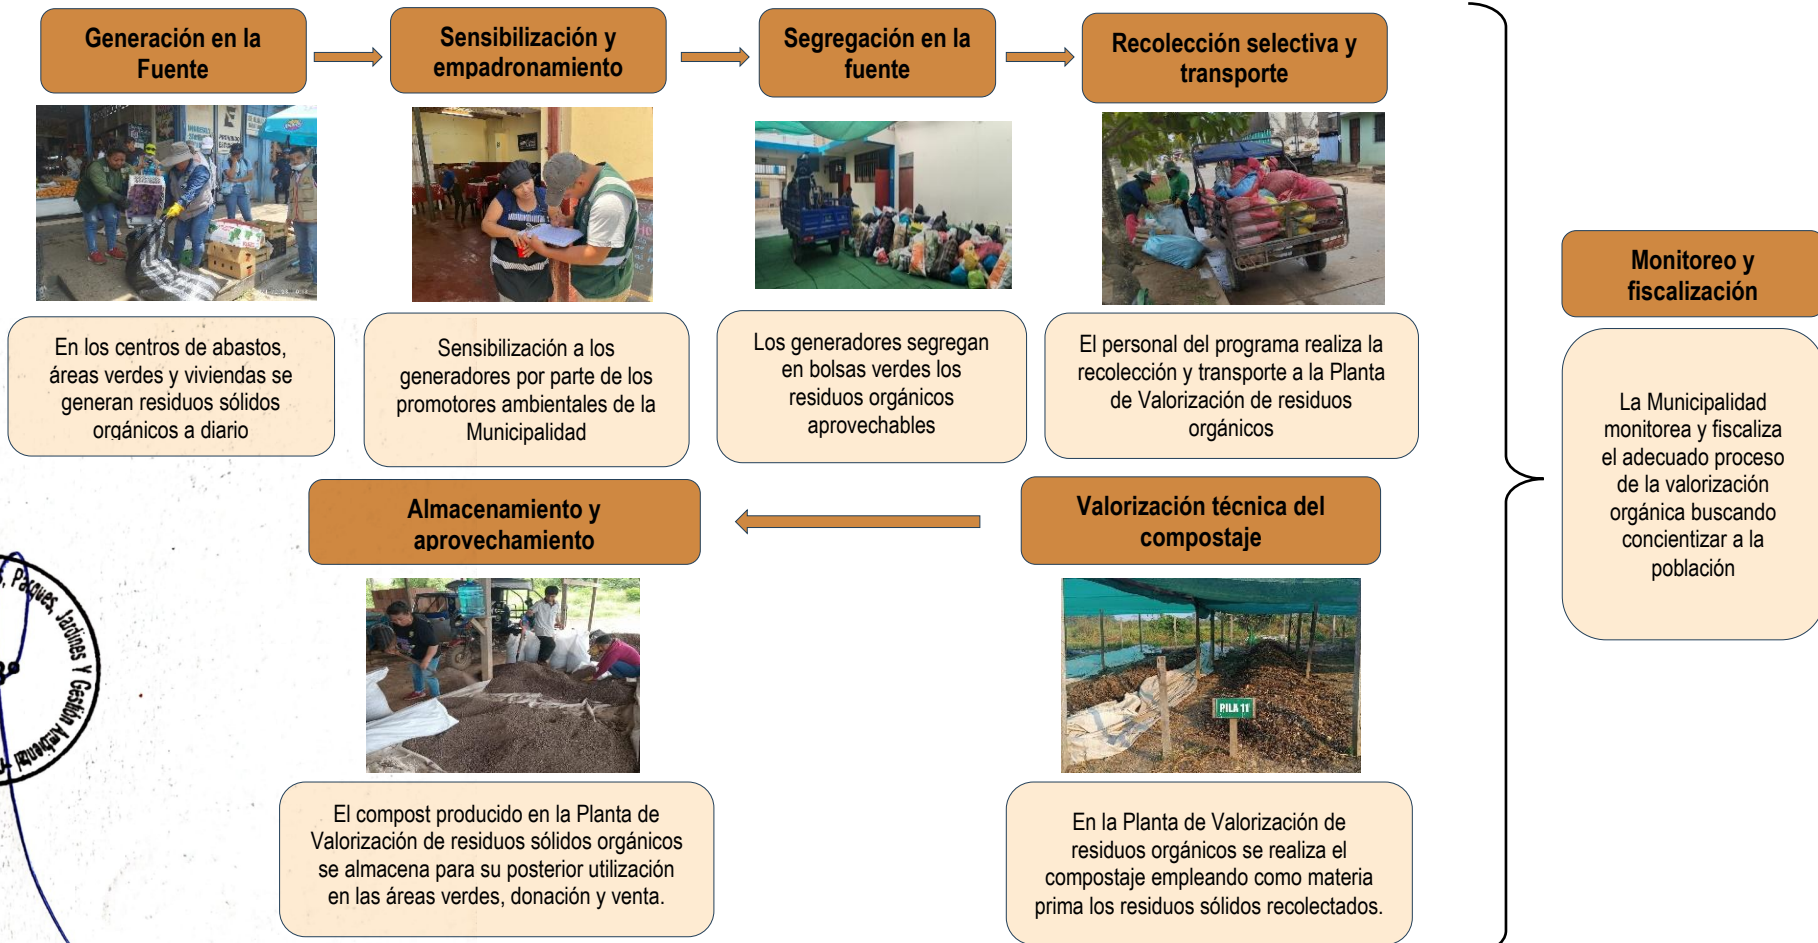 Generación en la
Fuente
Sensibilización y
empadronamiento
Segregación en la
fuente
Recolección selectiva y
transporte
En los centros de abastos,
áreas verdes y viviendas se
generan residuos sólidos
orgánicos a diario
Sensibilización a los
generadores por parte de los
promotores ambientales de la
Municipalidad
Los generadores segregan
en bolsas verdes los
residuos orgánicos
aprovechables
El personal del programa realiza la
recolección y transporte a la Planta
de Valorización de residuos
orgánicos
Monitoreo y
fiscalización
La Municipalidad
monitorea y fiscaliza
el adecuado proceso
de la valorización
orgánica buscando
concientizar a la
población
Almacenamiento y
aprovechamiento
Valorización técnica del
compostaje
PILA 11
El compost producido en la Planta de
Valorización de residuos sólidos orgánicos
se almacena para su posterior utilización
en las áreas verdes, donación y venta.
En la Planta de Valorización de
residuos orgánicos se realiza el
compostaje empleando como materia
prima los residuos sólidos recolectados.
Parques, Jardines Y Gestión Ambiental